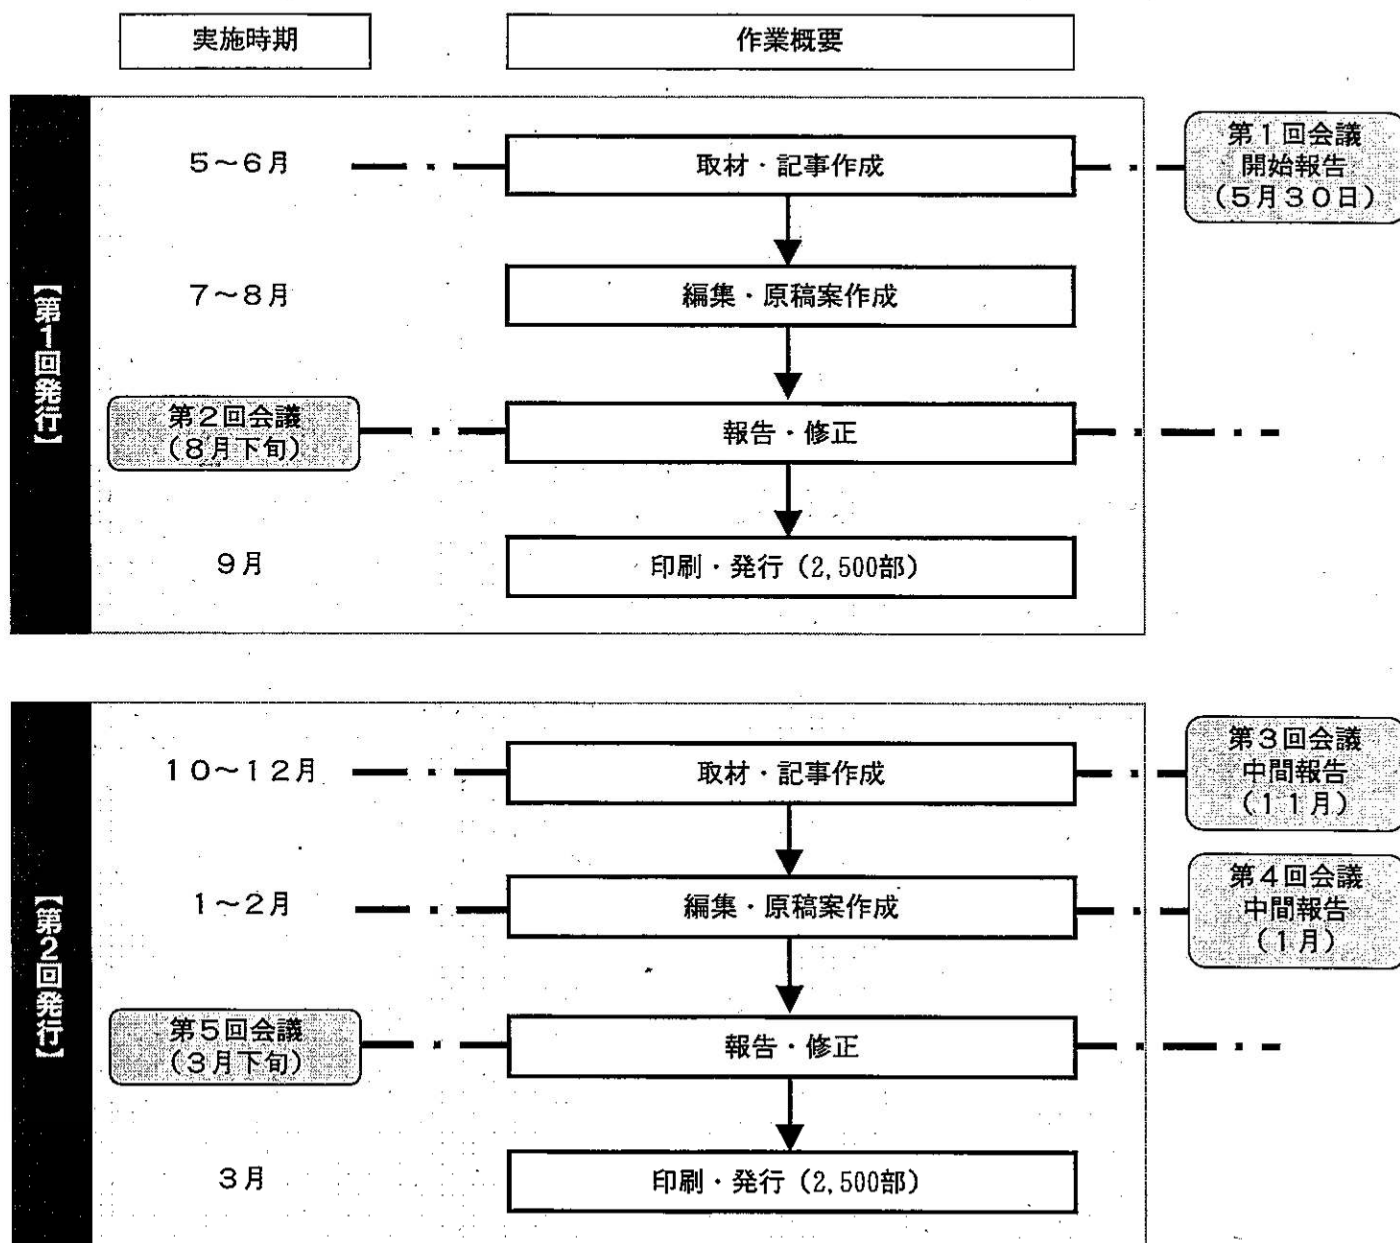 実施時期
作業概要
【第1回発行】
5～6月
取材・記事作成
第1回会議
開始報告
(5月30日)
7～8月
編集・原稿案作成
第2回会議
(8月下旬)
報告・修正
9月
印刷・発行（2,500部）
【第2回発行】
10～12月
取材・記事作成
第3回会議
中間報告
(11月)
1～2月
編集・原稿案作成
第4回会議
中間報告
(1月)
第5回会議
(3月下旬)
報告・修正
3月
印刷・発行（2,500部）